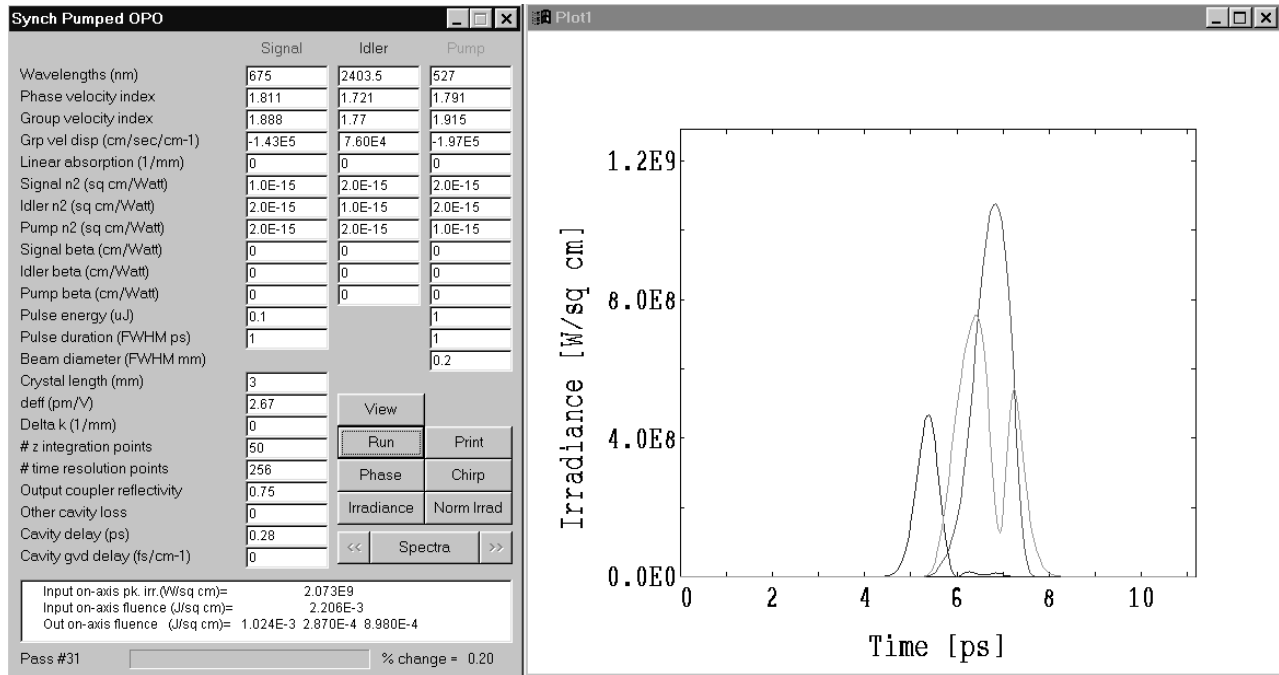 Synch Pumped OPO
Signal Idler Pump
Wavelengths (nm) 675 2403.5 527
Phase velocity index 1.811 1.721 1.791
Group velocity index 1.888 1.77 1.915
Grp vel disp (cm/sec/cm-1) -1.43E5 7.60E4 -1.97E5
Linear absorption (1/mm) 0 0 0
Signal n2 (sq cm/Watt) 1.0E-15 2.0E-15 2.0E-15
Idler n2 (sq cm/Watt) 2.0E-15 1.0E-15 2.0E-15
Pump n2 (sq cm/Watt) 2.0E-15 2.0E-15 1.0E-15
Signal beta (cm/Watt) 0 0 0
Idler beta (cm/Watt) 0 0 0
Pump beta (cm/Watt) 0 0 0
Pulse energy (uJ) 0.1 1
Pulse duration (FWHM ps) 1 1
Beam diameter (FWHM mm) 0.2
Crystal length (mm) 3
deff (pm/V) 2.67 View
Delta k (1/mm) 0
# z integration points 50 Run Print
# time resolution points 256 Phase Chirp
Output coupler reflectivity 0.75
Other cavity loss 0 Irradiance Norm Irrad
Cavity delay (ps) 0.28
Cavity gvd delay (fs/cm-1) 0 << Spectra >>
Input on-axis pk. irr.(W/sq cm)= 2.073E9
Input on-axis fluence (J/sq cm)= 2.206E-3
Out on-axis fluence (J/sq cm)= 1.024E-3 2.870E-4 8.980E-4
Pass #31 % change = 0.20
Plot1
1.2E9
8.0E8
4.0E8
0.0E0
Irradiance [W/sq cm]
0 2 4 6 8 10
Time [ps]